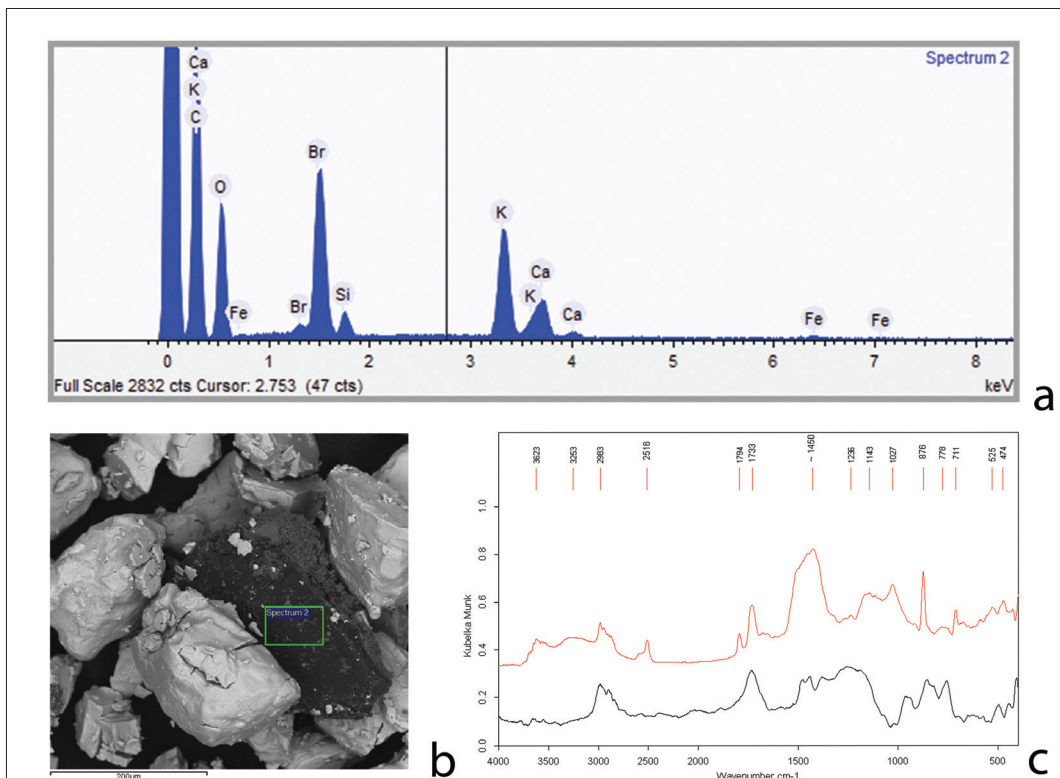 Spectrum 2
Ca
K
C
O
Fe
Br
Br
Si
K
K
Ca
Ca
Fe
Fe
0 1 2 3 4 5 6 7 8
Full Scale 2832 cts Cursor: 2.753 (47 cts) keV
a
Spectrum 2
200µm
b
3623 3253 2983 2516 1794 1733 ~ 1450 1236 1143 1027 876 778 711 525 474
Kubelka Munk
0.0 0.2 0.4 0.6 0.8 1.0
4000 3500 3000 2500 2000 1500 1000 500
Wavenumber cm-1
c